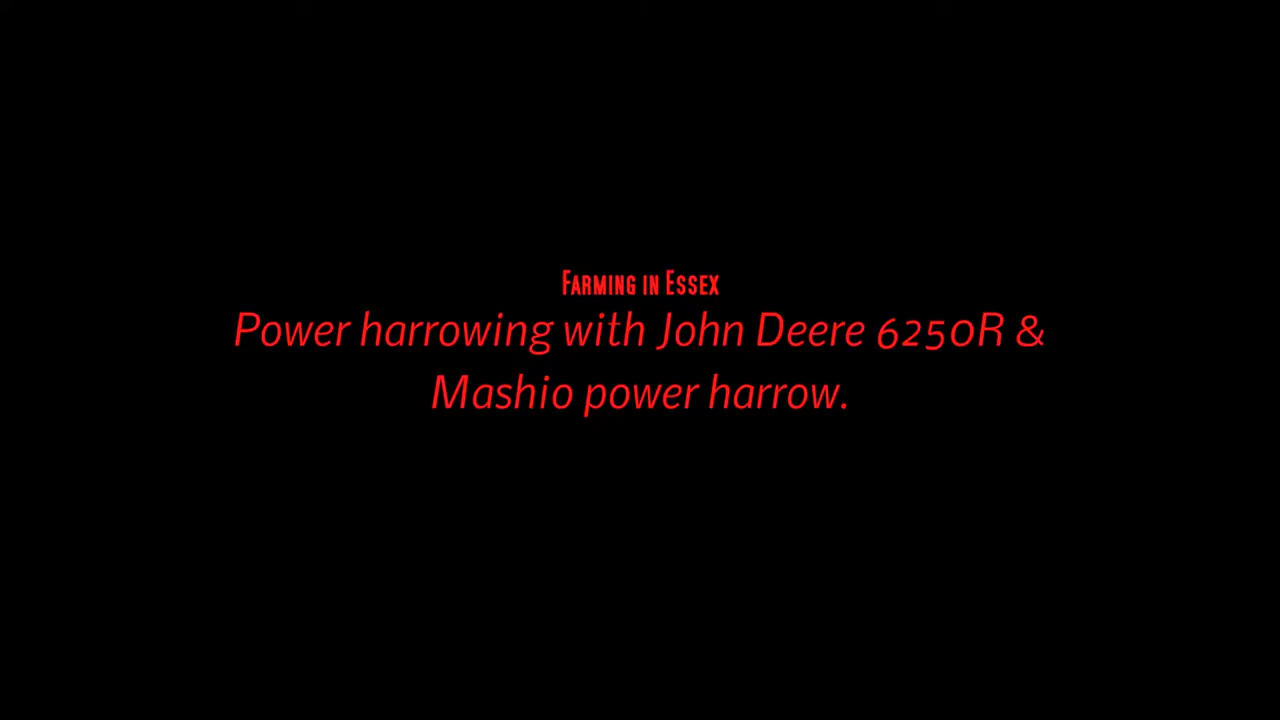 Farming in Essex
Power harrowing with John Deere 6250R &
Mashio power harrow.